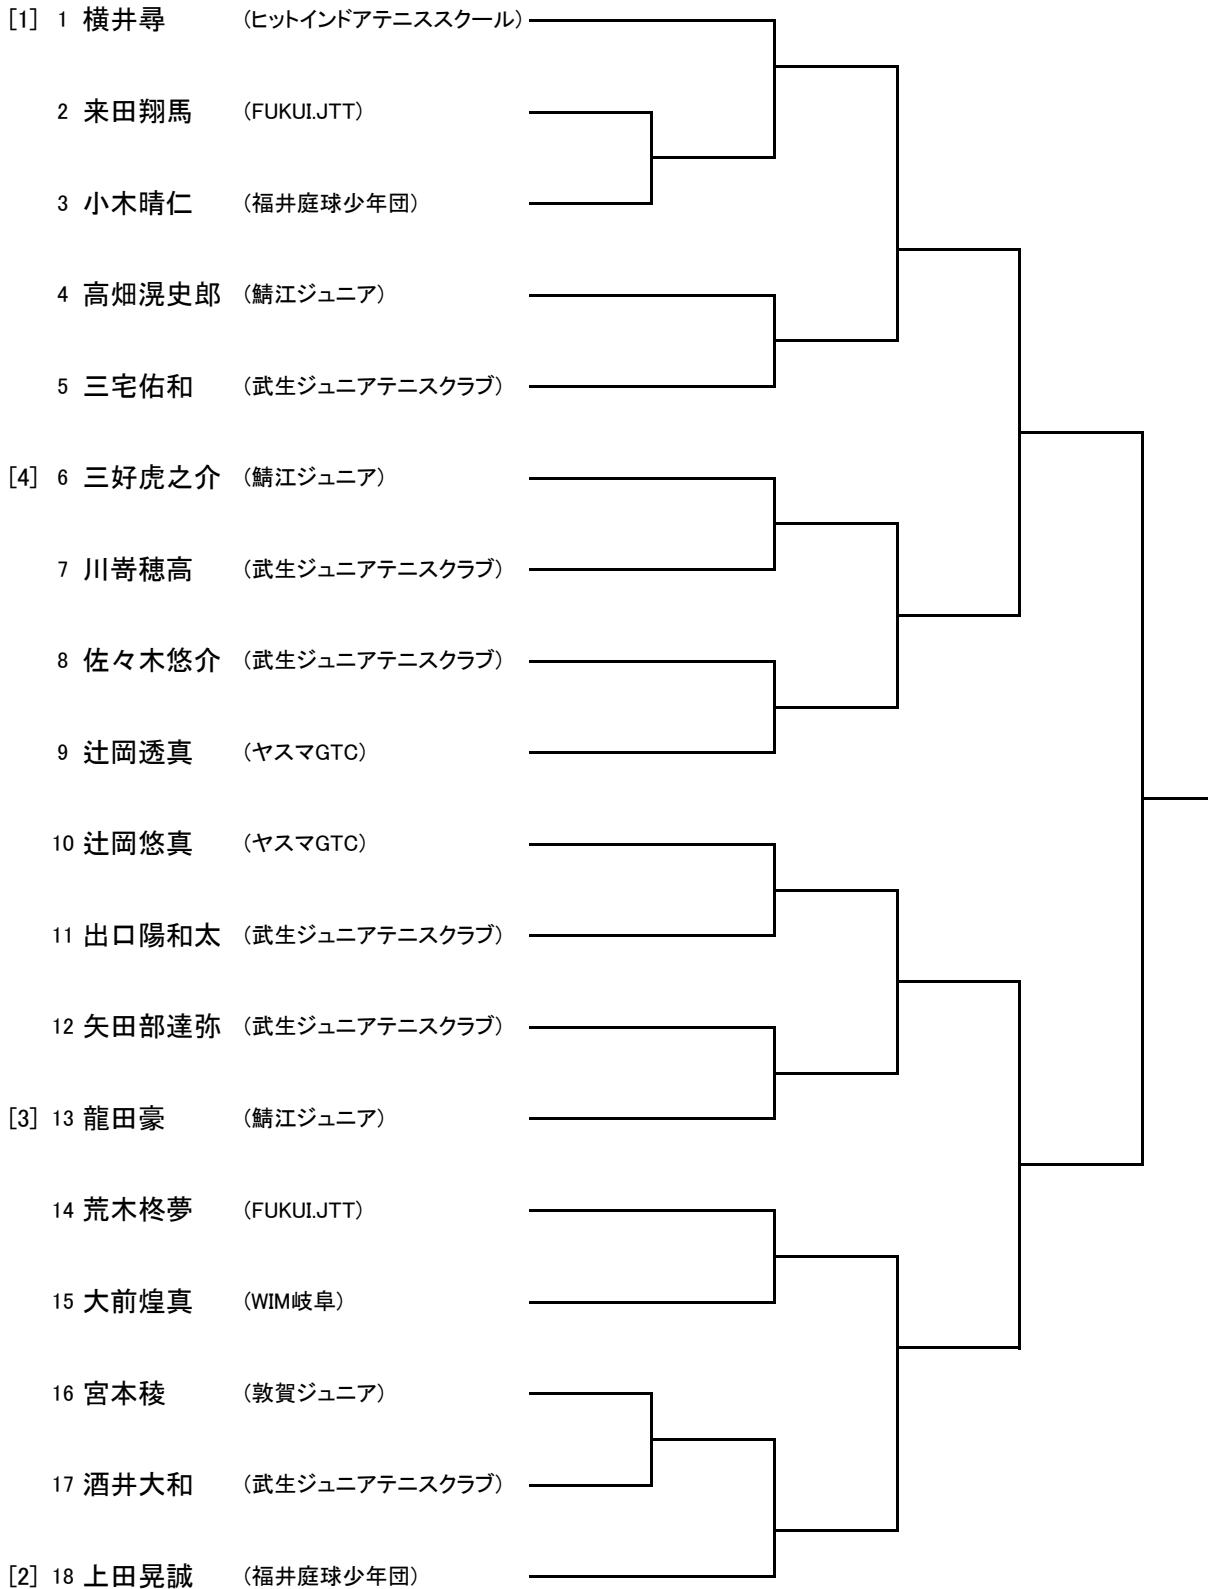 [1] 1 横井尋 (ヒットインドアテニススクール)
2 来田翔馬 (FUKUI.JTT)
3 小木晴仁 (福井庭球少年団)
4 高畑滉史郎 (鯖江ジュニア)
5 三宅佑和 (武生ジュニアテニスクラブ)
[4] 6 三好虎之介 (鯖江ジュニア)
7 川嵜穂高 (武生ジュニアテニスクラブ)
8 佐々木悠介 (武生ジュニアテニスクラブ)
9 辻岡透真 (ヤスマGTC)
10 辻岡悠真 (ヤスマGTC)
11 出口陽和太 (武生ジュニアテニスクラブ)
12 矢田部達弥 (武生ジュニアテニスクラブ)
[3] 13 龍田豪 (鯖江ジュニア)
14 荒木柊夢 (FUKUI.JTT)
15 大前煌真 (WIM岐阜)
16 宮本稜 (敦賀ジュニア)
17 酒井大和 (武生ジュニアテニスクラブ)
[2] 18 上田晃誠 (福井庭球少年団)